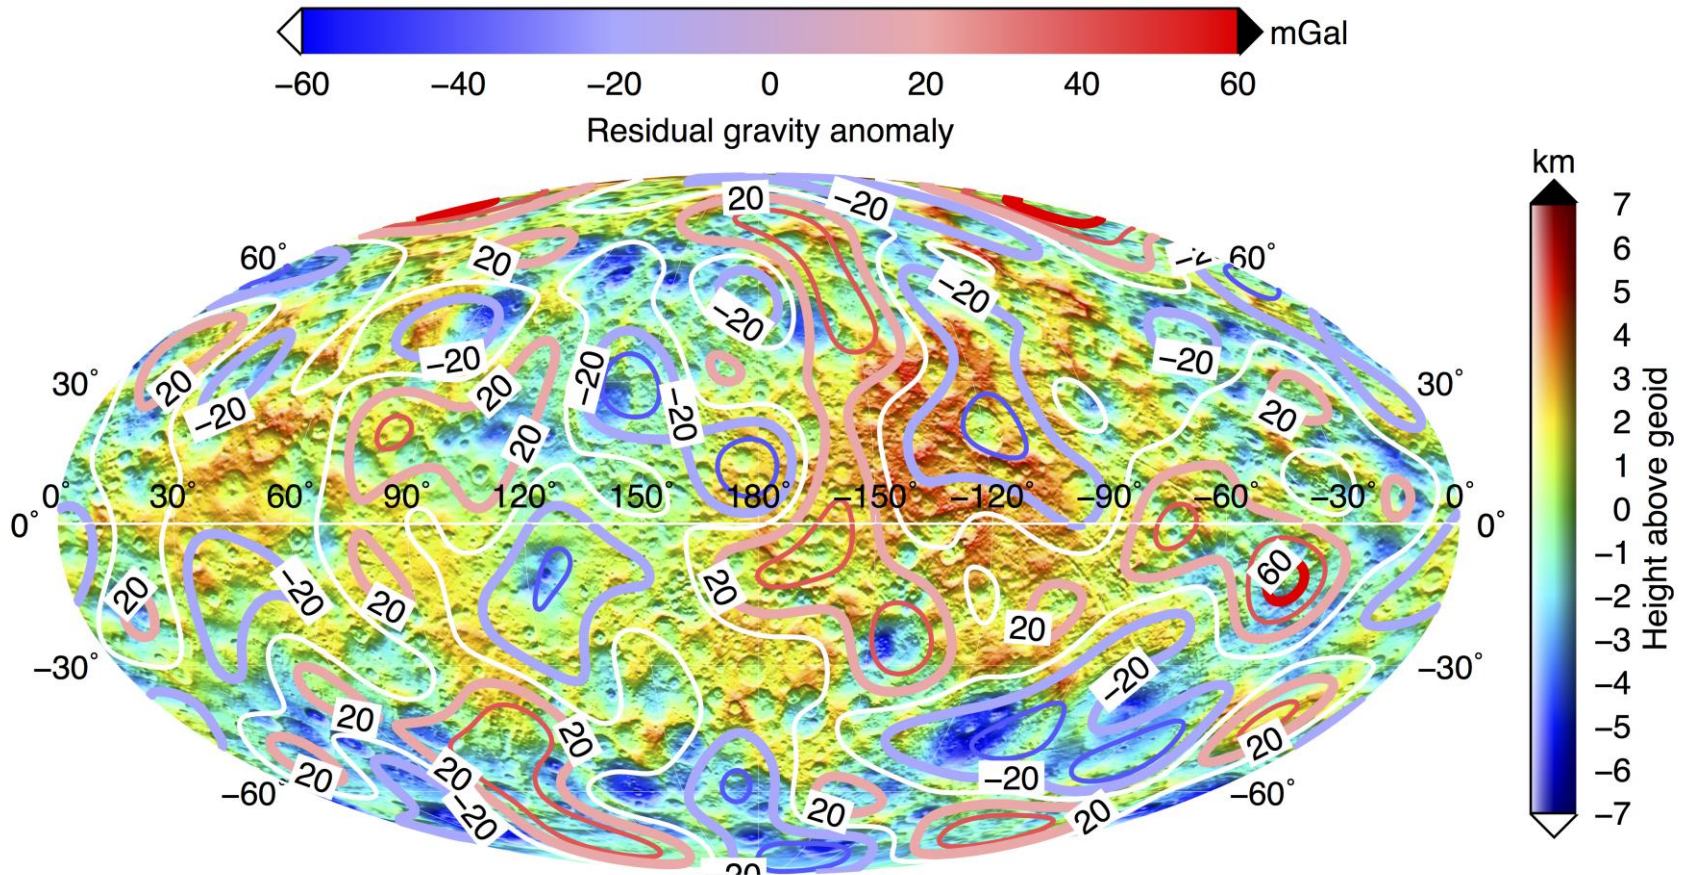 mGal
−60 −40 −20 0 20 40 60
Residual gravity anomaly
km
7
6
5
4
3
2
1
0
−1
−2
−3
−4
−5
−6
−7
Height above geoid
20 −20
60° 20 60°
−20 −20
30° 20 −20 20 −20 −20 −20 30°
−20 20 20
0° 30° 60° 90° 120° 150° 180° −150° −120° −90° −60° −30° 0°
0° 0°
20 −20 20 20 20 60
−30° −20 −30°
20 20 20
20 20 −20
−60° −20 20 20 −60°
20